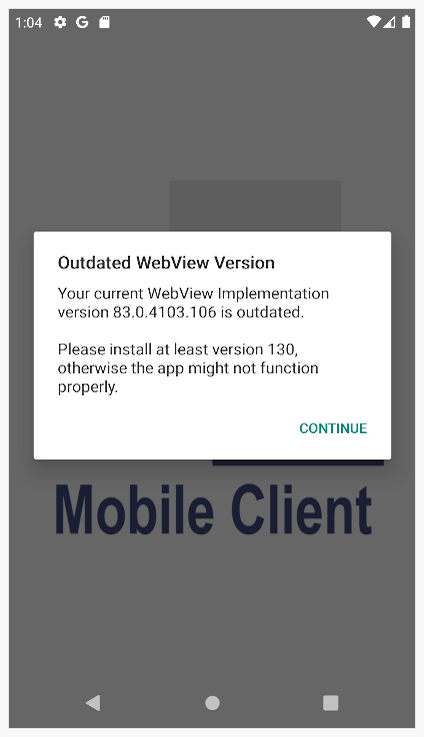 1:04
Outdated WebView Version
Your current WebView Implementation
version 83.0.4103.106 is outdated.
Please install at least version 130,
otherwise the app might not function
properly.
CONTINUE
Mobile Client